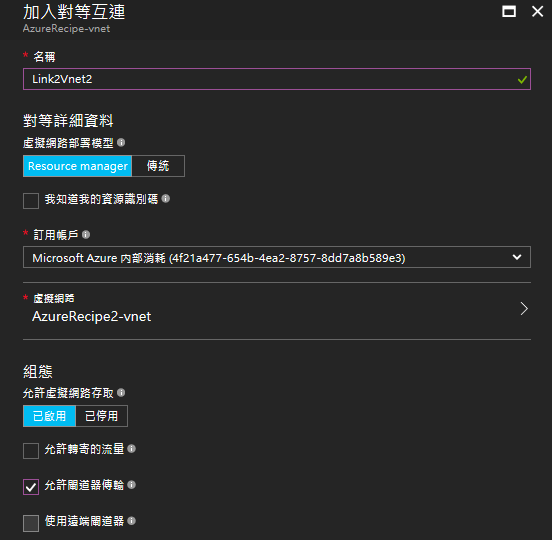 加入對等互連
AzureRecipe-vnet
* 名稱
Link2Vnet2
對等詳細資料
虛擬網路部署模型
Resource manager 傳統
我知道我的資源識別碼
* 訂用帳戶
Microsoft Azure 內部消耗 (4f21a477-654b-4ea2-8757-8dd7a8b589e3)
* 虛擬網路
AzureRecipe2-vnet
組態
允許虛擬網路存取
已啟用 已停用
允許轉寄的流量
允許閘道器傳輸
使用遠端閘道器